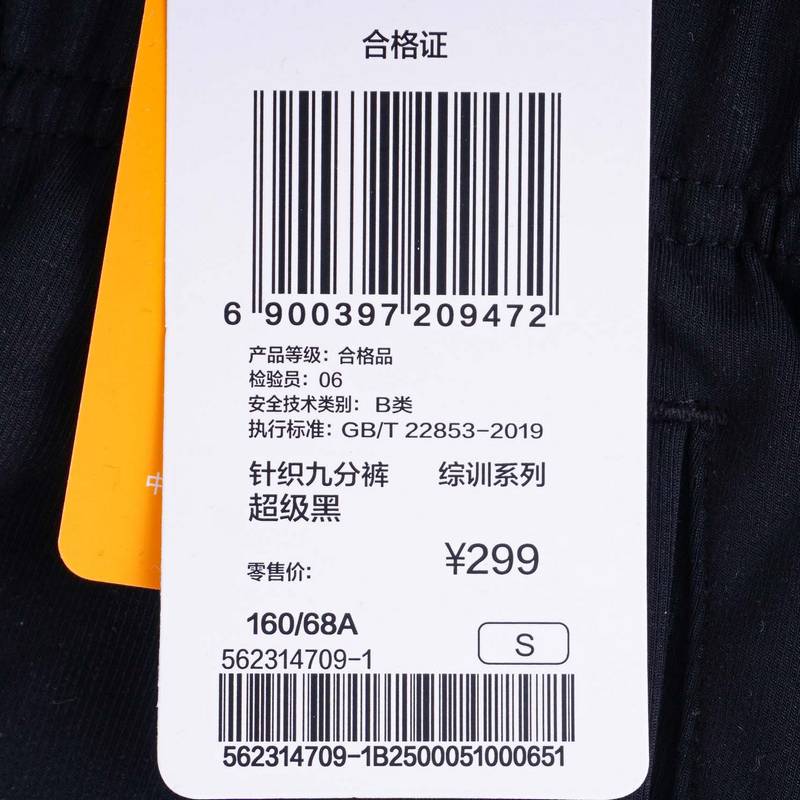 合格证
6 900397 209472
产品等级：合格品
检验员：06
安全技术类别： B类
执行标准：GB/T 22853-2019
针织九分裤 综训系列
超级黑
零售价： ¥299
160/68A
S
562314709-1
562314709-1B2500051000651
中